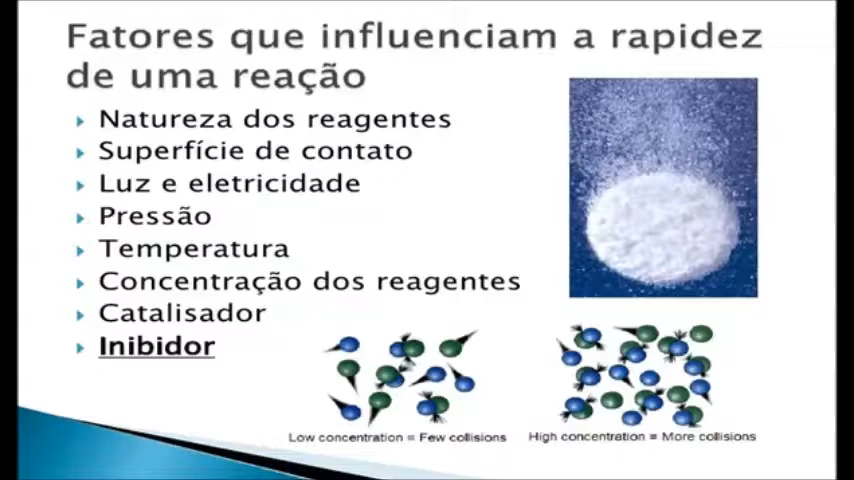 Fatores que influenciam a rapidez
de uma reação
Natureza dos reagentes
Superfície de contato
Luz e eletricidade
Pressão
Temperatura
Concentração dos reagentes
Catalisador
Inibidor
Low concentration = Few collisions
High concentration = More collisions